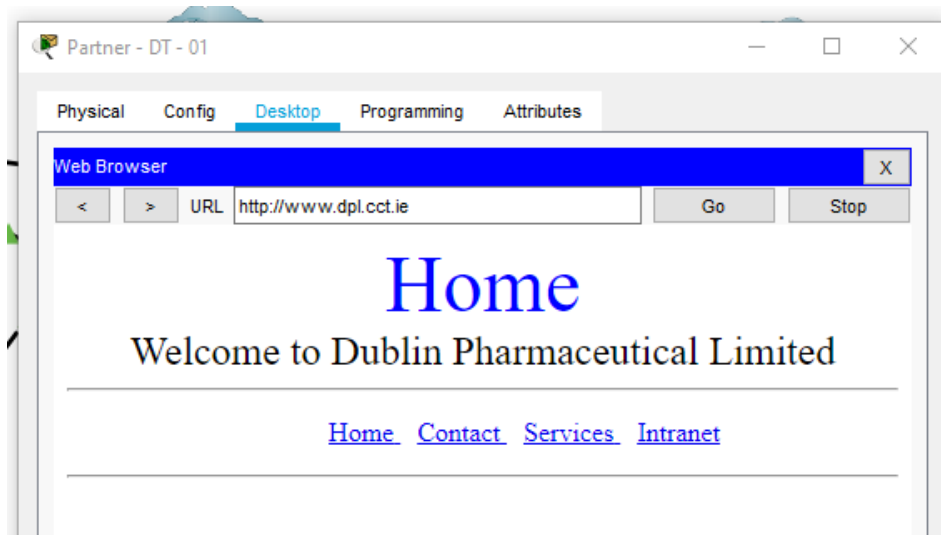 Partner - DT - 01
Physical Config Desktop Programming Attributes
Web Browser X
< > URL http://www.dpl.cct.ie Go Stop
Home
Welcome to Dublin Pharmaceutical Limited
Home Contact Services Intranet